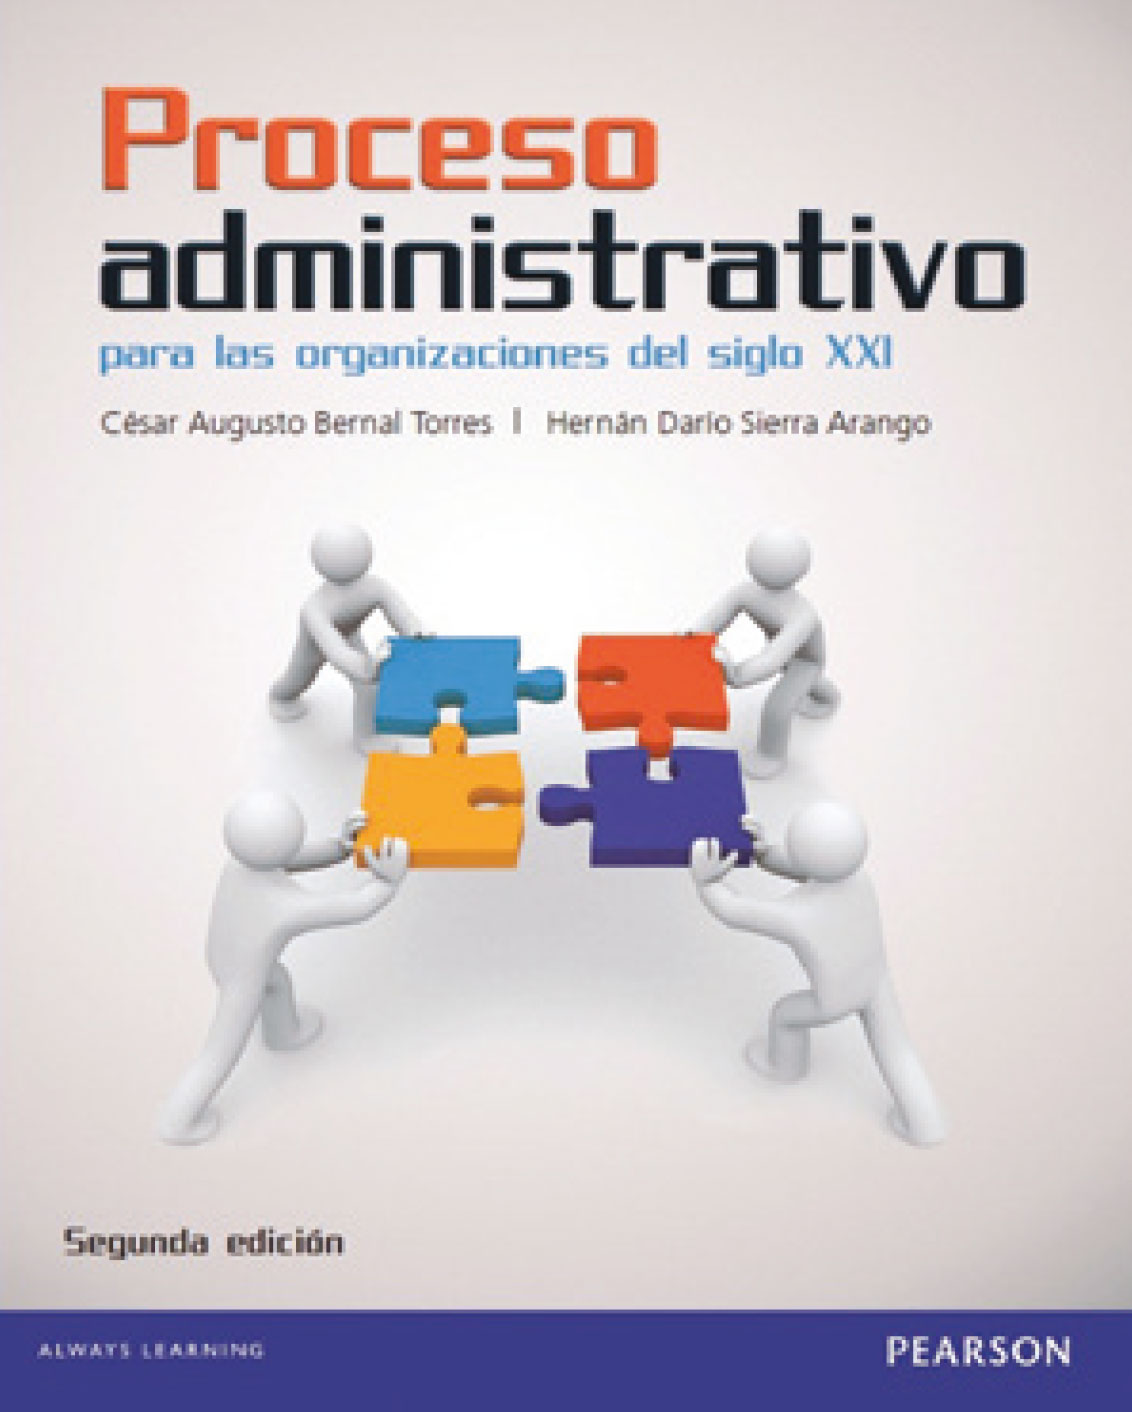 Proceso
administrativo
para las organizaciones del siglo XXI
César Augusto Bernal Torres | Hernán Darío Sierra Arango
Segunda edición
ALWAYS LEARNING
PEARSON